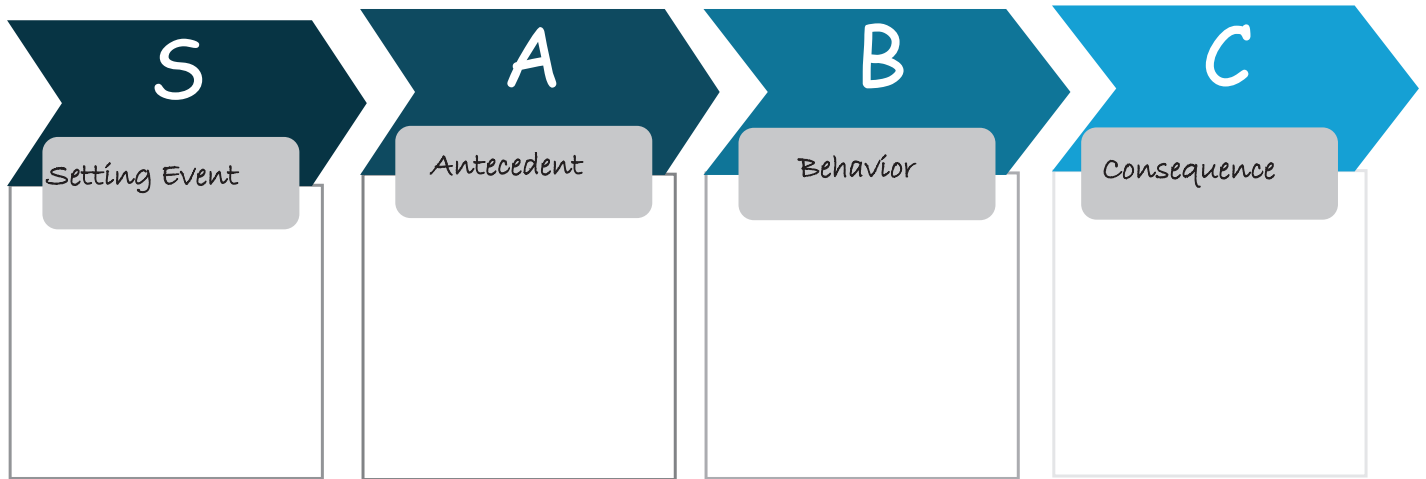 S
Setting Event
A
Antecedent
B
Behavior
C
Consequence